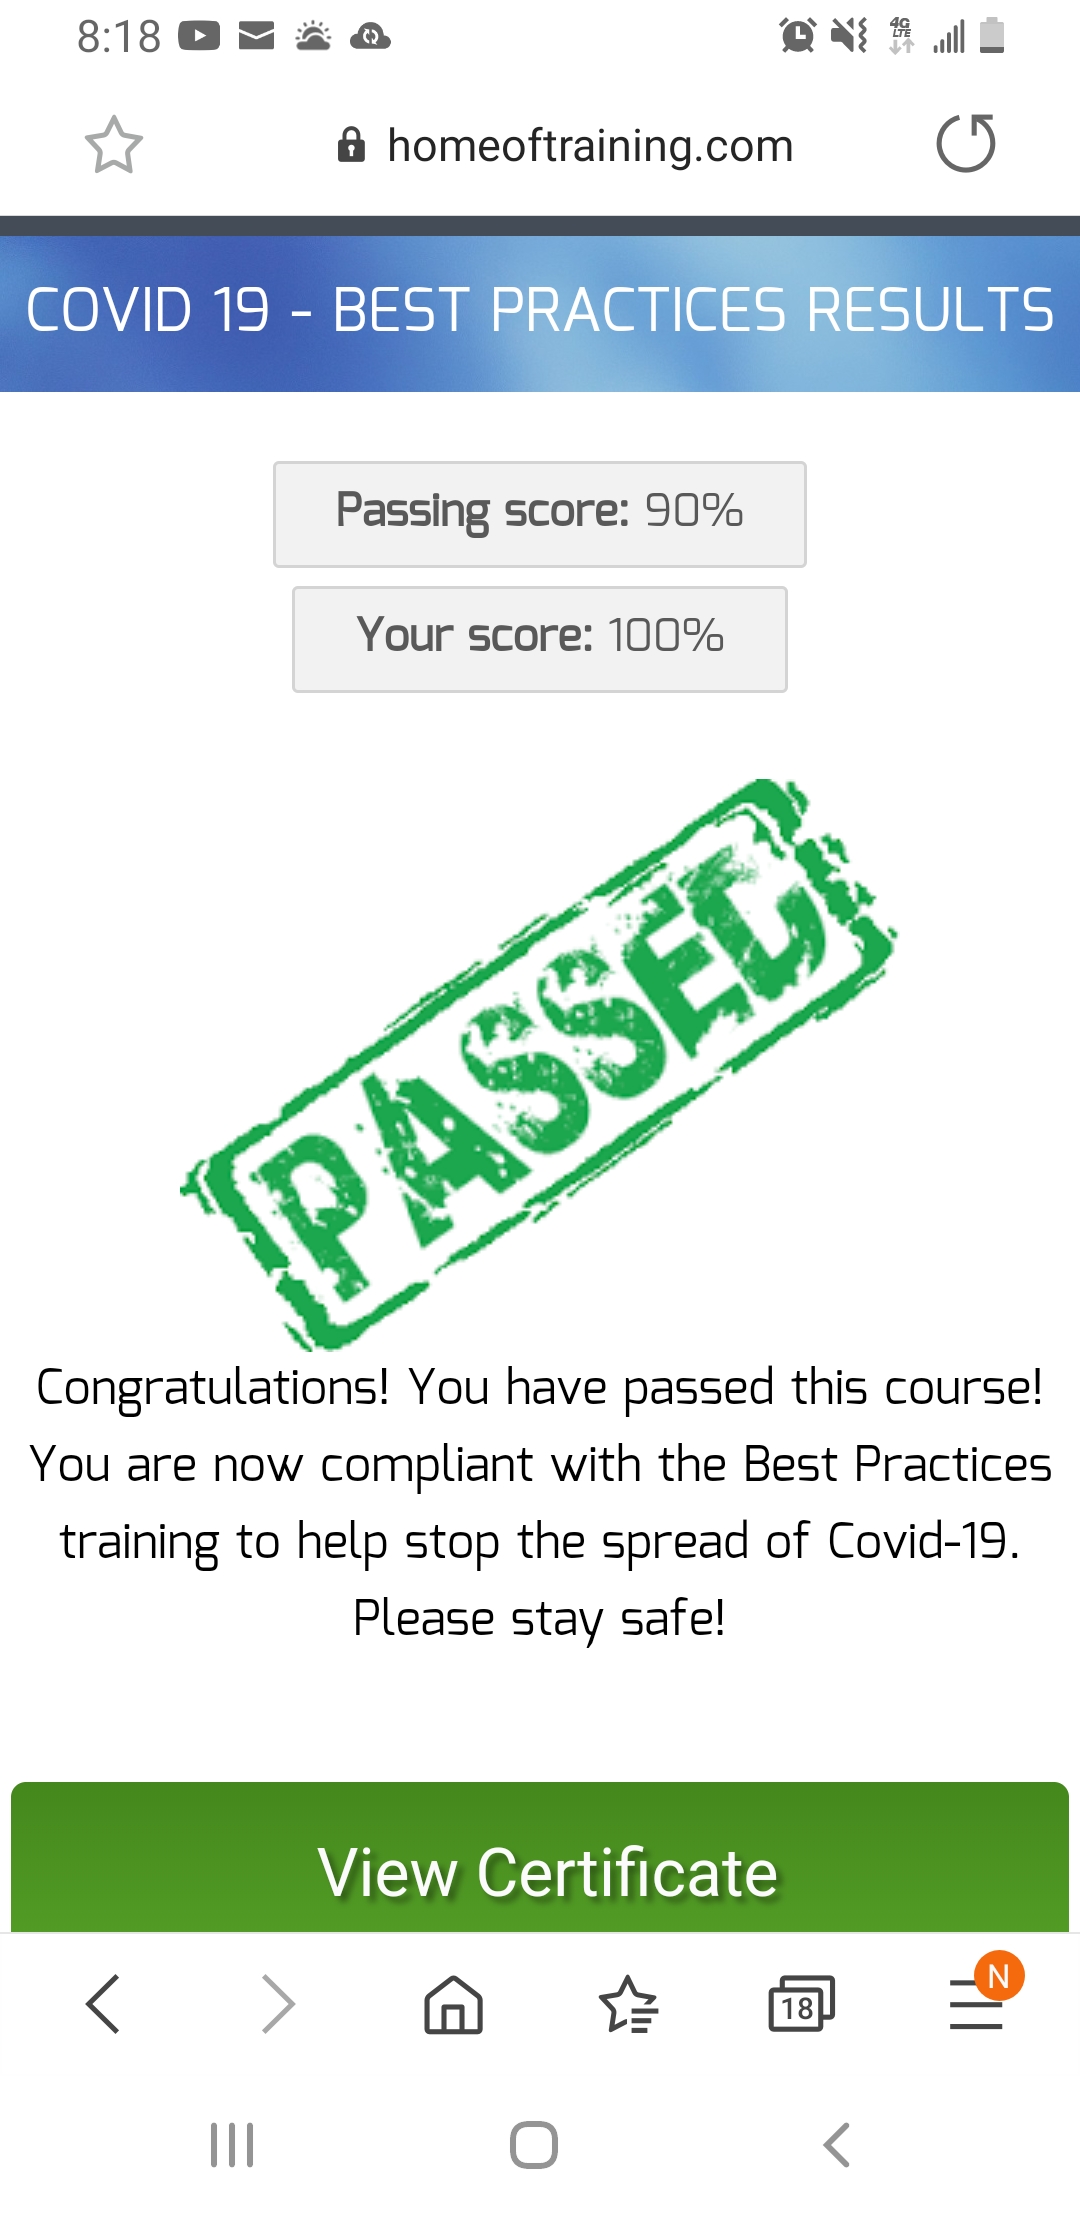 8:18
4G
LTE
homeoftraining.com
COVID 19 - BEST PRACTICES RESULTS
Passing score: 90%
Your score: 100%
PASSED
Congratulations! You have passed this course!
You are now compliant with the Best Practices
training to help stop the spread of Covid-19.
Please stay safe!
View Certificate
18
N